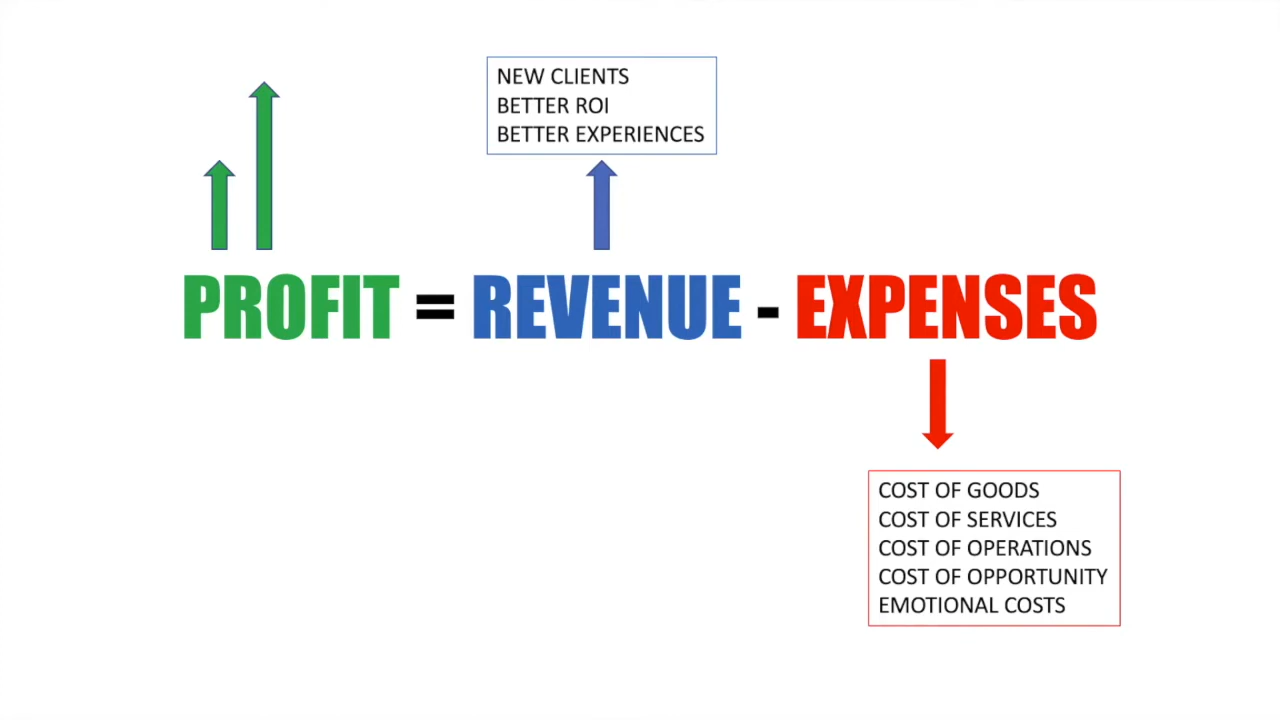 NEW CLIENTS
BETTER ROI
BETTER EXPERIENCES
PROFIT = REVENUE - EXPENSES
COST OF GOODS
COST OF SERVICES
COST OF OPERATIONS
COST OF OPPORTUNITY
EMOTIONAL COSTS